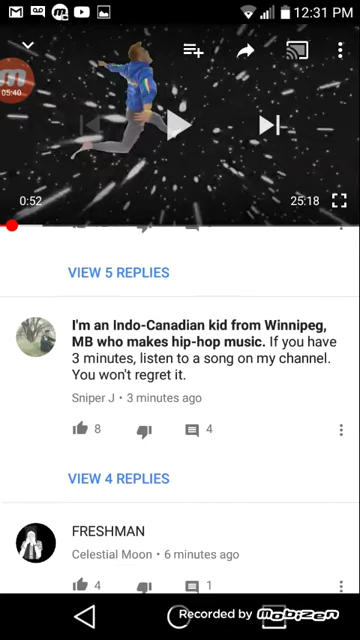 12:31 PM
05:40
0:52
25:18
VIEW 5 REPLIES
I'm an Indo-Canadian kid from Winnipeg,
MB who makes hip-hop music. If you have
3 minutes, listen to a song on my channel.
You won't regret it.
Sniper J • 3 minutes ago
8
4
VIEW 4 REPLIES
FRESHMAN
Celestial Moon • 6 minutes ago
4
1
Recorded by mobizen